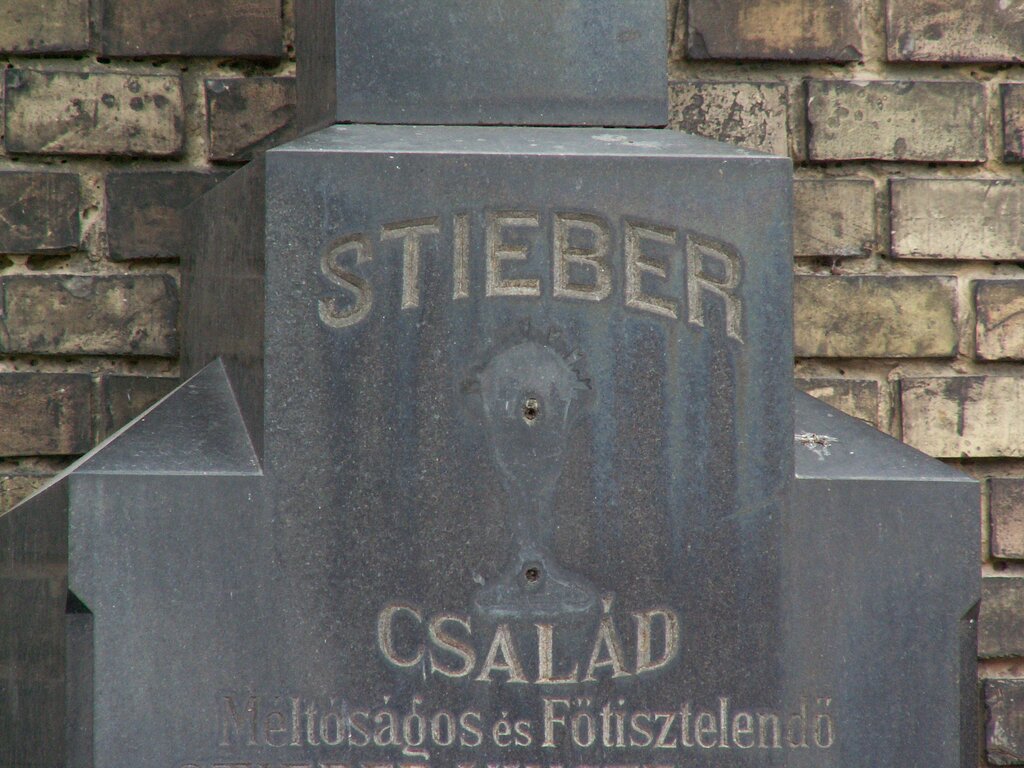 STIEBER
CSALÁD
Méltóságos és Főtisztelendő